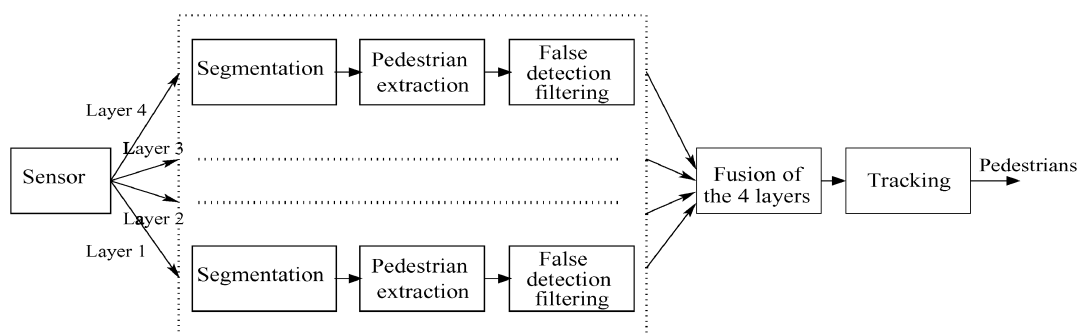 Segmentation
Pedestrian
extraction
False
detection
filtering
Layer 4
Layer 3
Sensor
Layer 2
Layer 1
Fusion of
the 4 layers
Tracking
Pedestrians
Segmentation
Pedestrian
extraction
False
detection
filtering